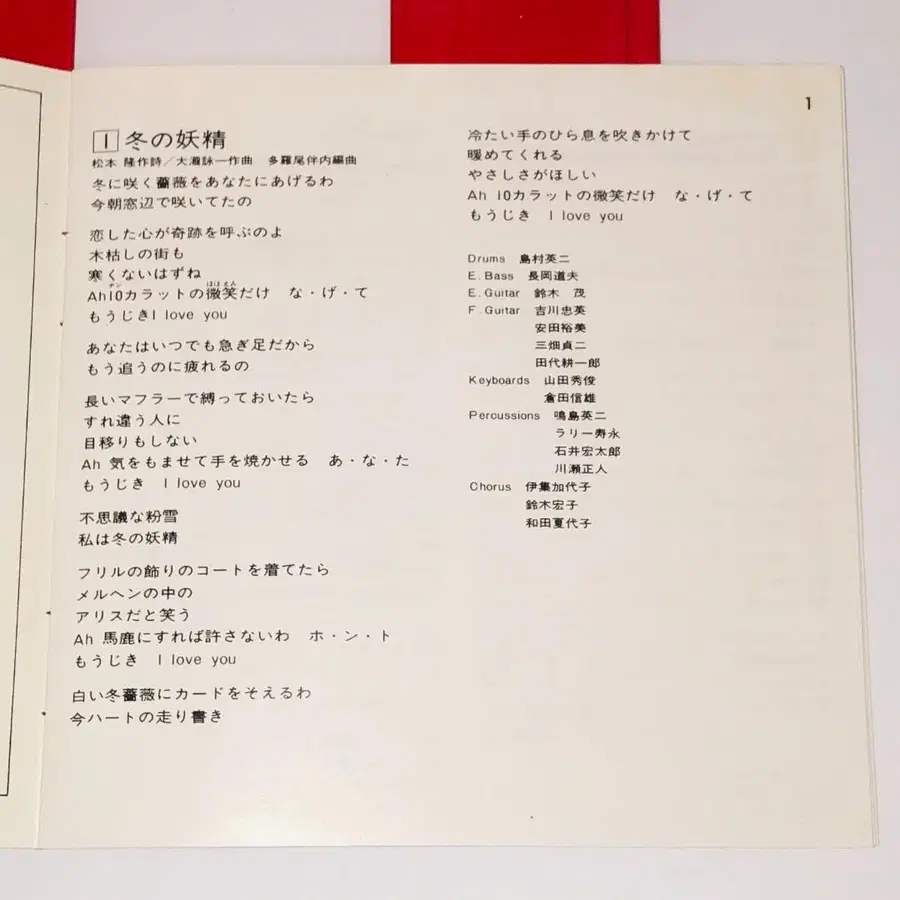 1
1 冬の妖精
松本 隆作詩／大瀧詠一作曲　多羅尾伴内編曲
冬に咲く薔薇をあなたにあげるわ
今朝窓辺で咲いてたの
恋した心が奇跡を呼ぶのよ
木枯しの街も
寒くないはずね
Ah 10カラットの微笑だけ　な・げ・て
もうじき I love you
あなたはいつでも急ぎ足だから
もう追うのに疲れるの
長いマフラーで縛っておいたら
すれ違う人に
目移りもしない
Ah 気をもませて手を焼かせる　あ・な・た
もうじき　I love you
不思議な粉雪
私は冬の妖精
フリルの飾りのコートを着てたら
メルヘンの中の
アリスだと笑う
Ah 馬鹿にすれば許さないわ　ホ・ン・ト
もうじき　I love you
白い冬薔薇にカードをそえるわ
今ハートの走り書き
冷たい手のひら息を吹きかけて
暖めてくれる
やさしさがほしい
Ah 10カラットの微笑だけ　な・げ・て
もうじき　I love you
Drums　島村英二
E. Bass　長岡道夫
E. Guitar　鈴木　茂
F. Guitar　吉川忠英
安田裕美
三畑貞二
田代耕一郎
Keyboards　山田秀俊
倉田信雄
Percussions　鳴島英二
ラリー寿永
石井宏太郎
川瀬正人
Chorus　伊集加代子
鈴木宏子
和田夏代子